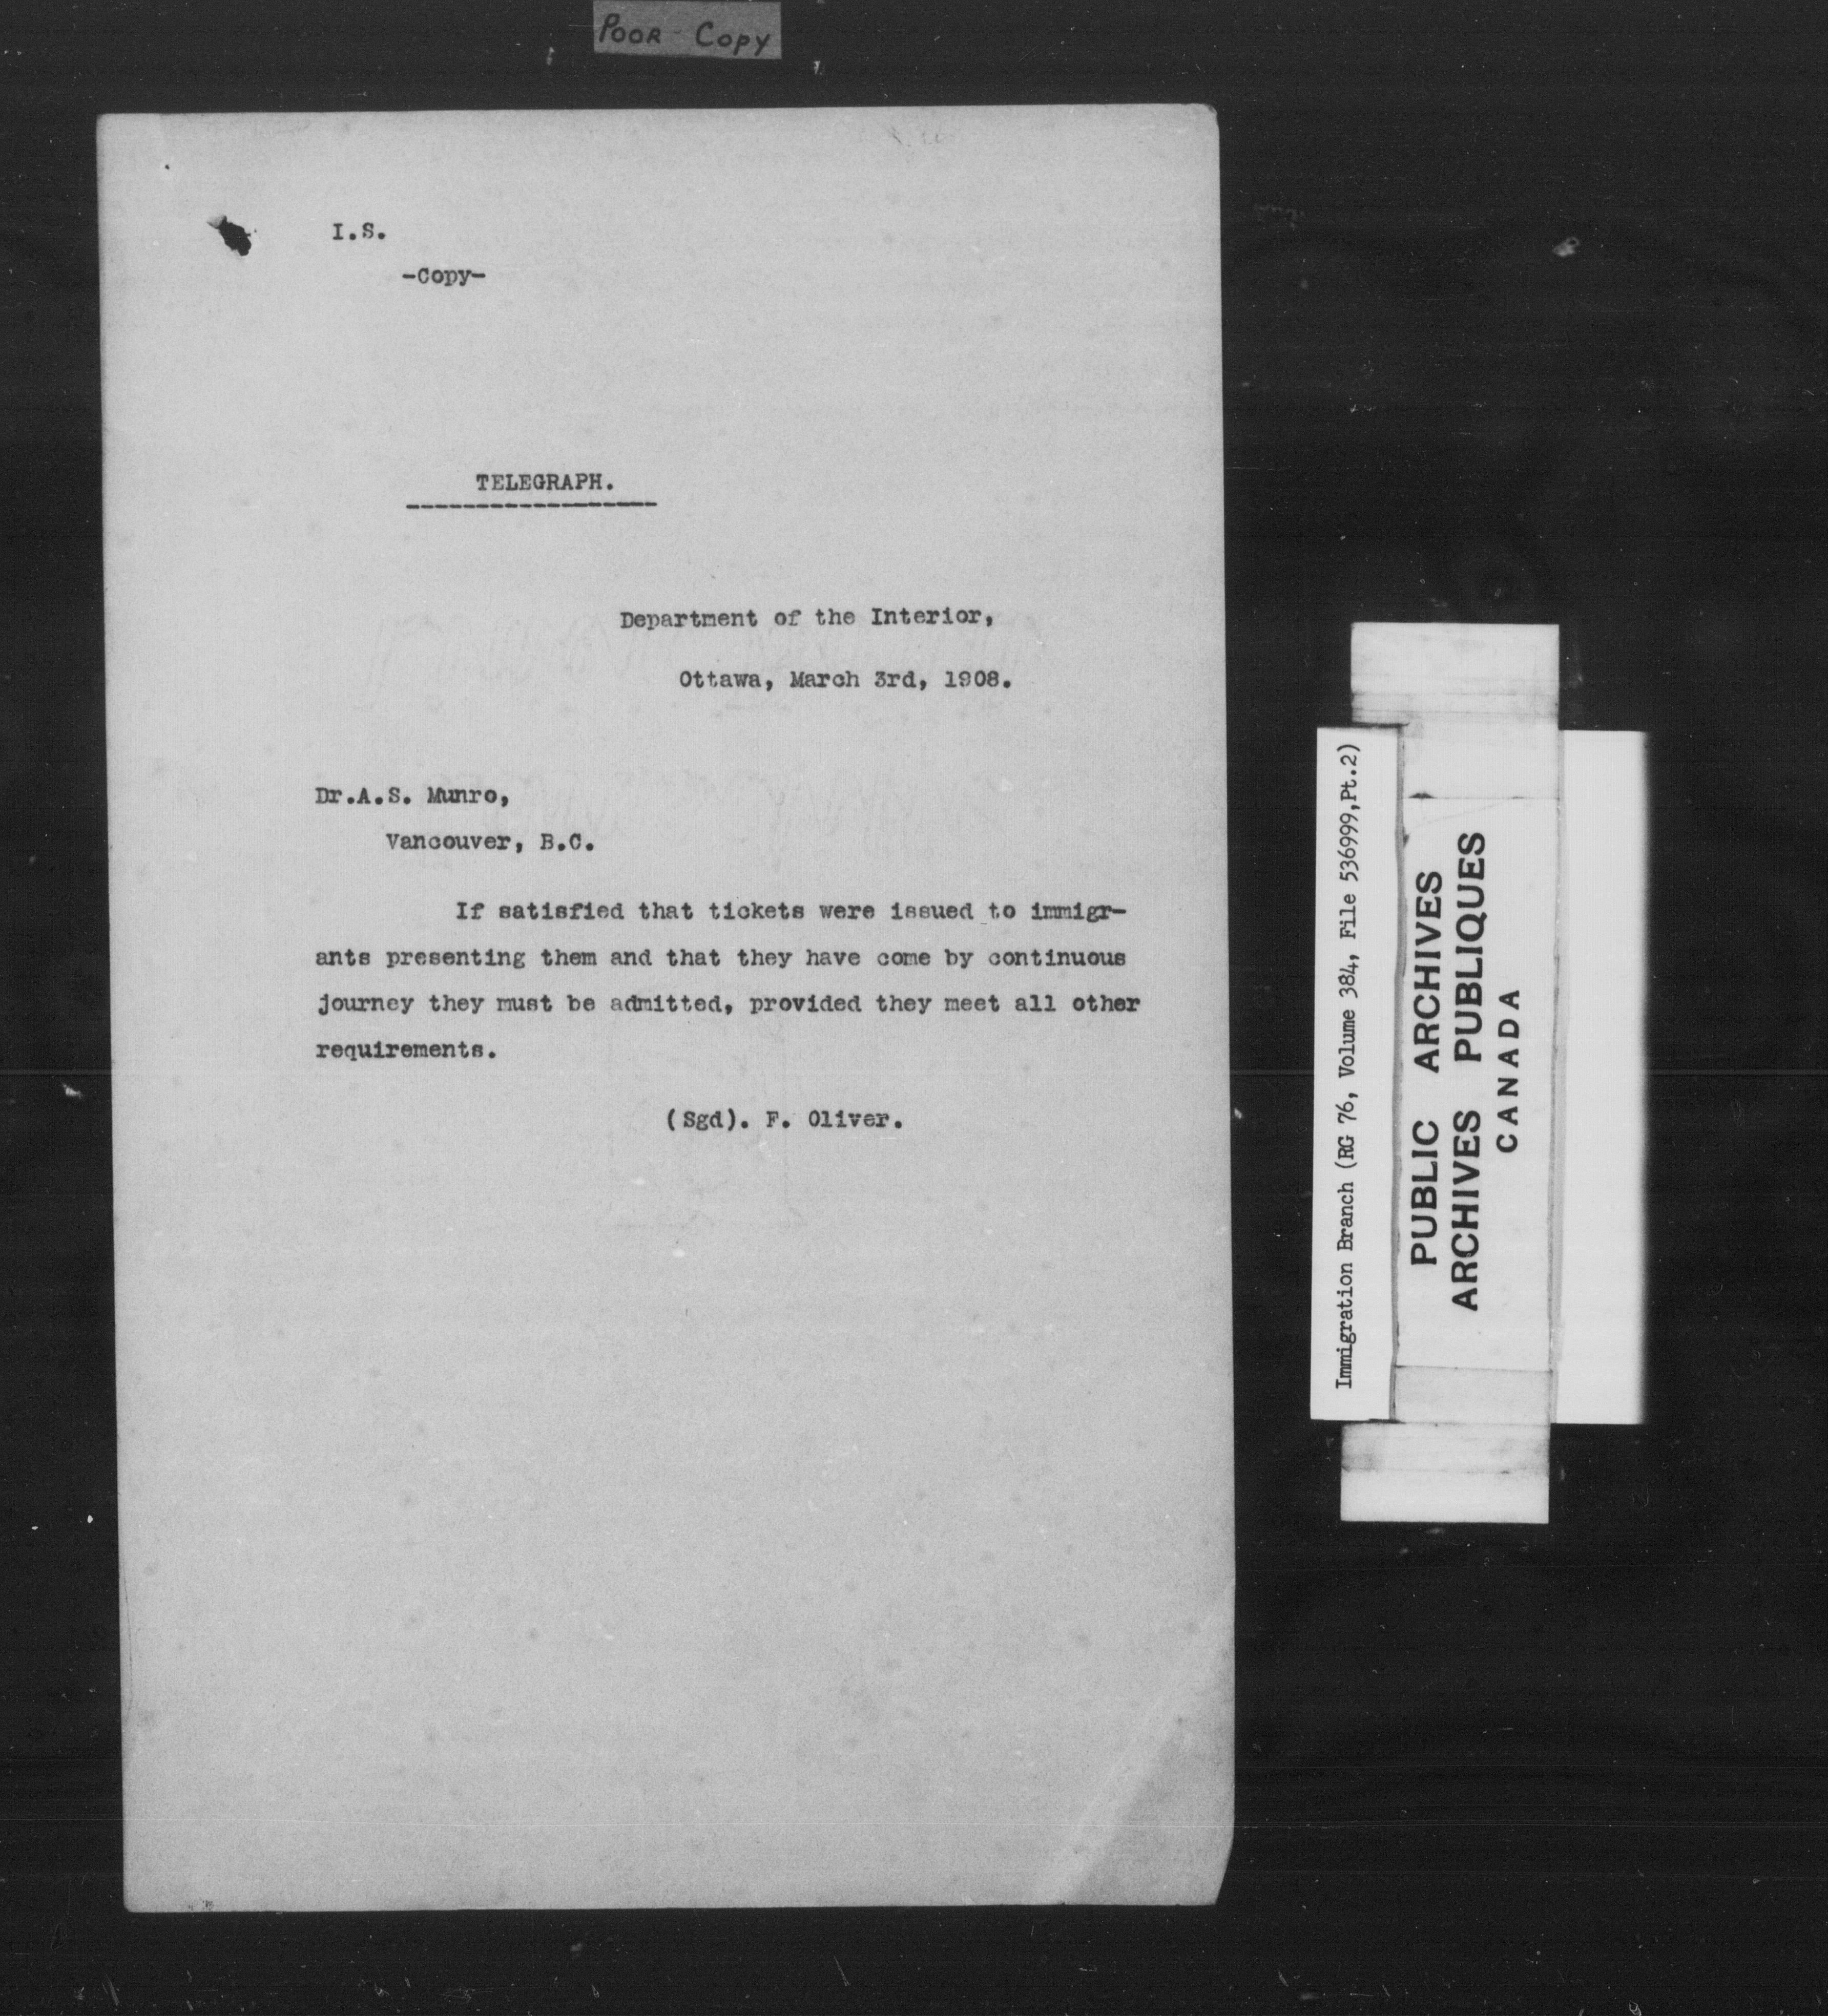 POOR COPY
I.S.
-Copy-
TELEGRAPH.
Department of the Interior,
Ottawa, March 3rd, 1908.
Dr.A.S. Munro,
Vancouver, B.C.
If satisfied that tickets were issued to immigr-
ants presenting them and that they have come by continuous
journey they must be admitted, provided they meet all other
requirements.
(Sgd). F. Oliver.
Immigration Branch (RG 76, Volume 384, File 536999,Pt.2)
PUBLIC ARCHIVES
ARCHIVES PUBLIQUES
CANADA